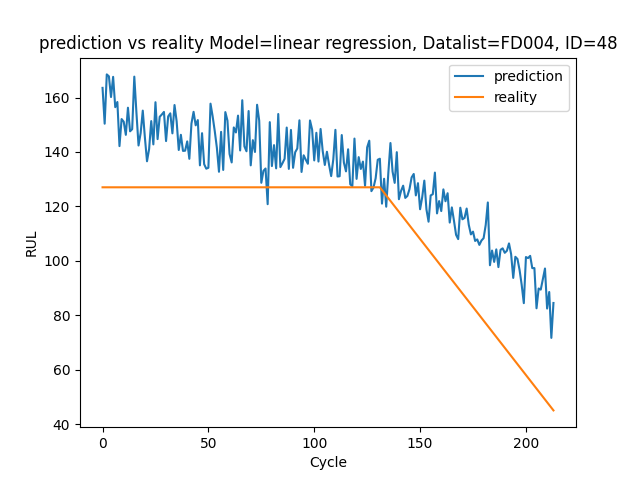 prediction vs reality Model=linear regression, Datalist=FD004, ID=48
prediction
reality
160
140
120
100
80
60
40
RUL
0
50
100
150
200
Cycle